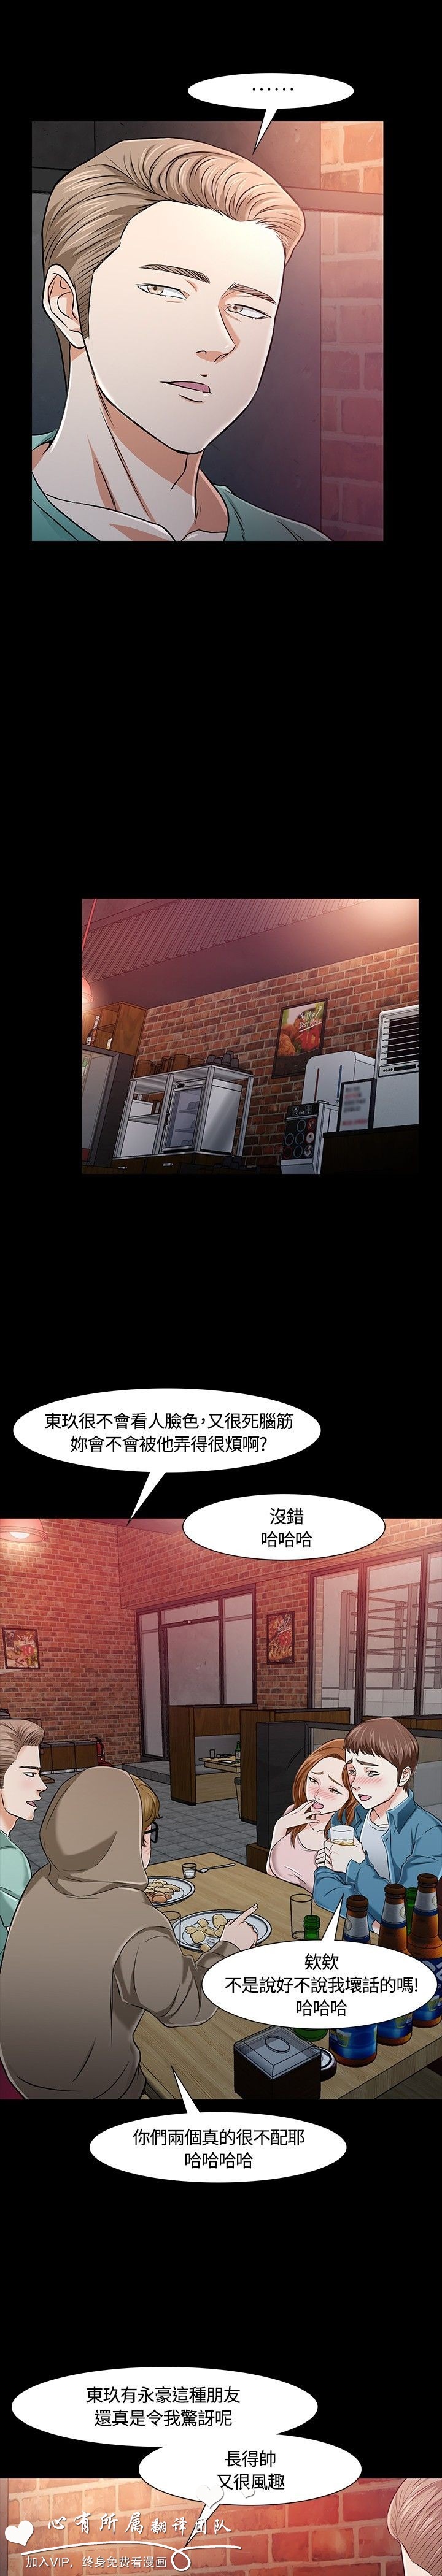 ······
東玖很不會看人臉色，又很死腦筋
妳會不會被他弄得很煩啊？
沒錯
哈哈哈
欸欸
不是說好不說我壞話的嗎！
哈哈哈
你們兩個真的很不配耶
哈哈哈哈
東玖有永豪這種朋友
還真是令我驚訝呢
長得帥
又很風趣
心有所属翻译团队
加入VIP，终身免费看漫画